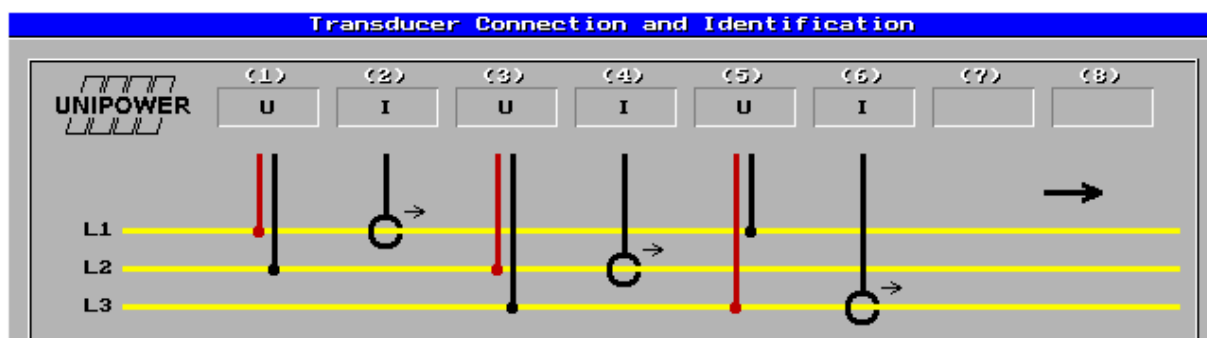 Transducer Connection and Identification
(1) (2) (3) (4) (5) (6) (7) (8)
UNIPOWER U I U I U I
L1
L2
L3